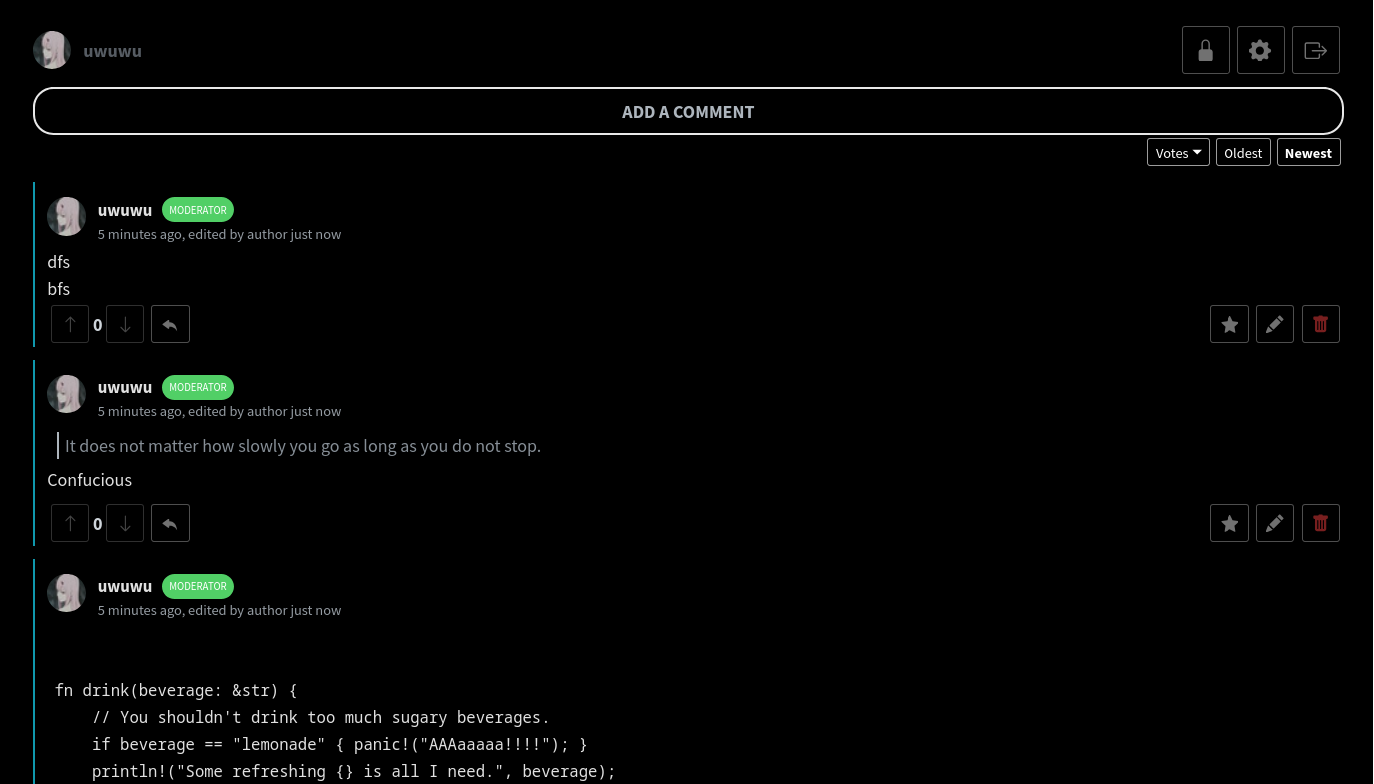 uwuwu
ADD A COMMENT
Votes Oldest Newest
uwuwu MODERATOR
5 minutes ago, edited by author just now
dfs
bfs
0
uwuwu MODERATOR
5 minutes ago, edited by author just now
It does not matter how slowly you go as long as you do not stop.
Confucious
0
uwuwu MODERATOR
5 minutes ago, edited by author just now
fn drink(beverage: &str) {
    // You shouldn't drink too much sugary beverages.
    if beverage == "lemonade" { panic!("AAAaaaaa!!!!"); }
    println!("Some refreshing {} is all I need.", beverage);